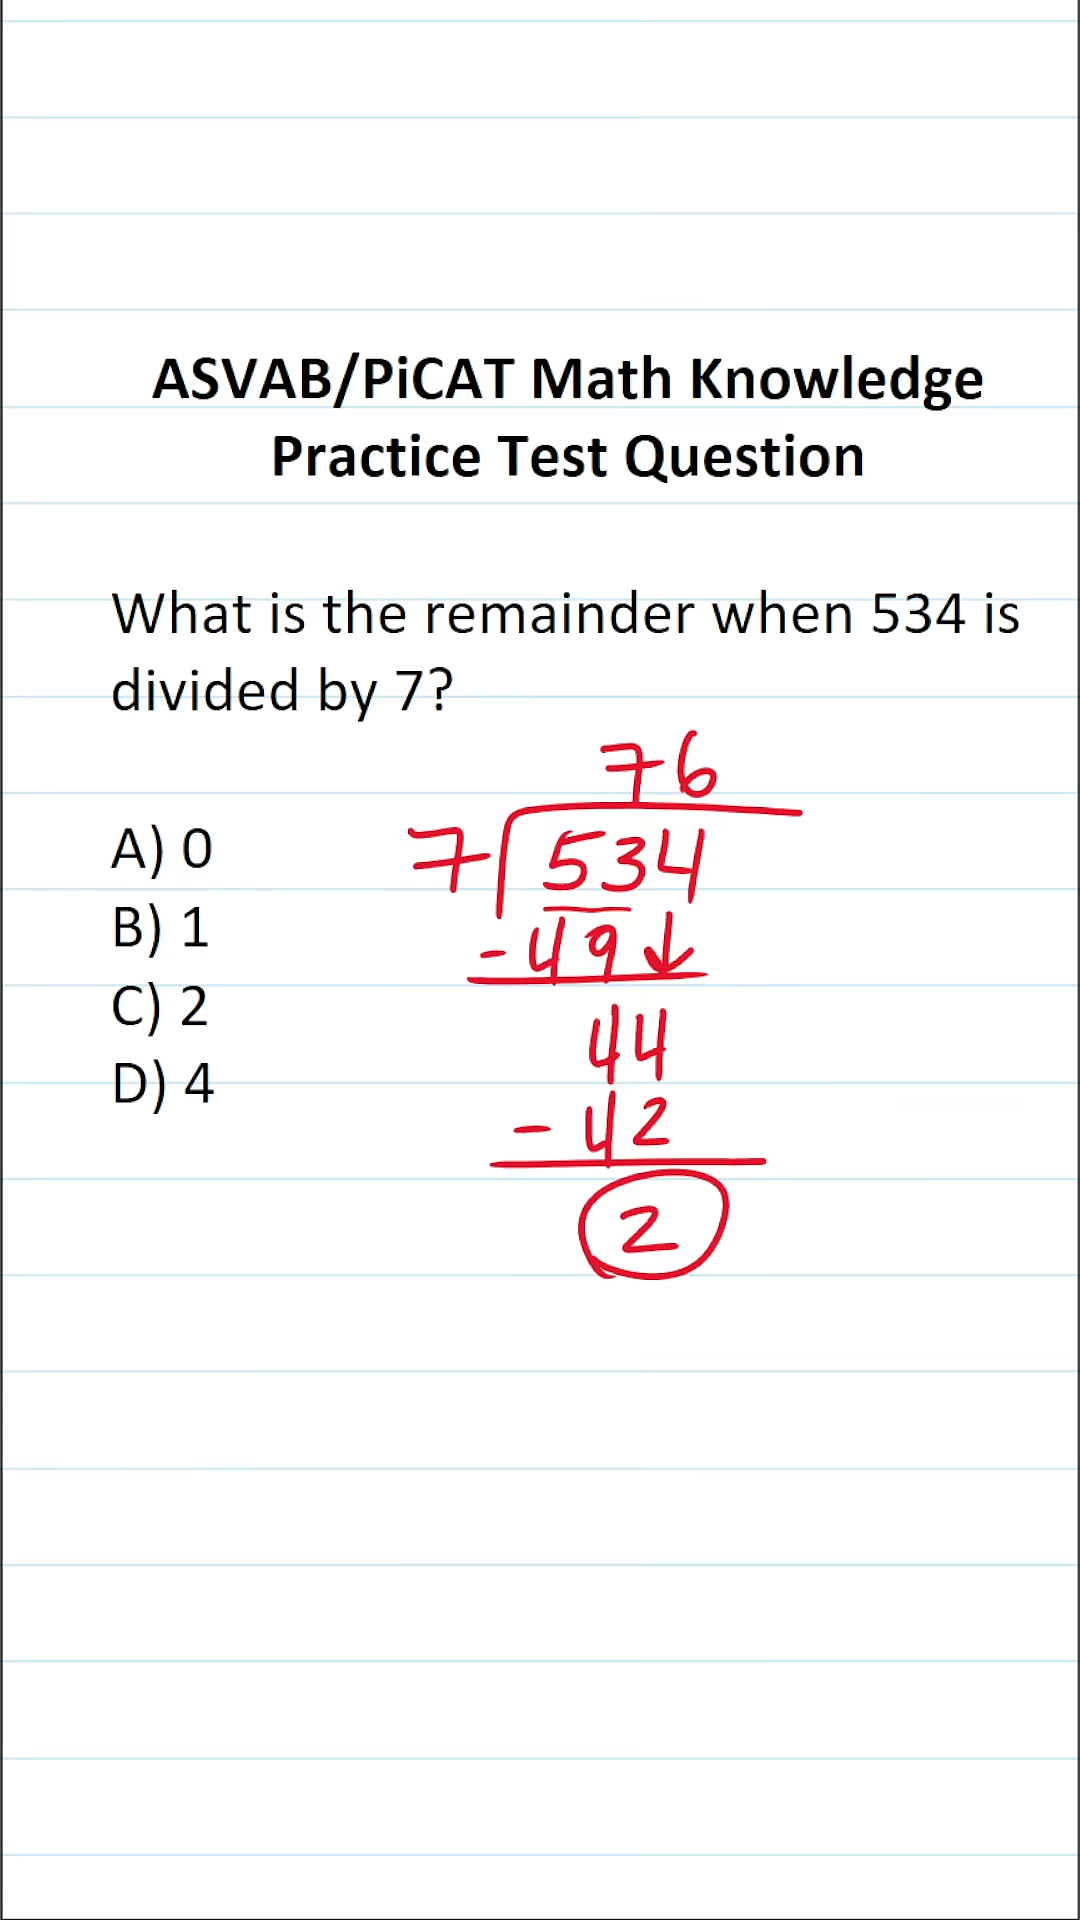 ASVAB/PiCAT Math Knowledge
Practice Test Question
What is the remainder when 534 is
divided by 7?
A) 0
B) 1
C) 2
D) 4
76
7 534
-49↓
44
- 42
2